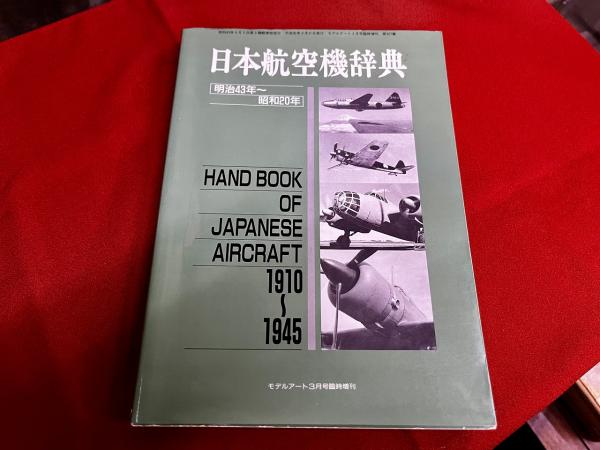 日本航空機辞典
明治43年～
昭和20年
HAND BOOK
OF
JAPANESE
AIRCRAFT
1910
～
1945
モデルアート3月号臨時増刊